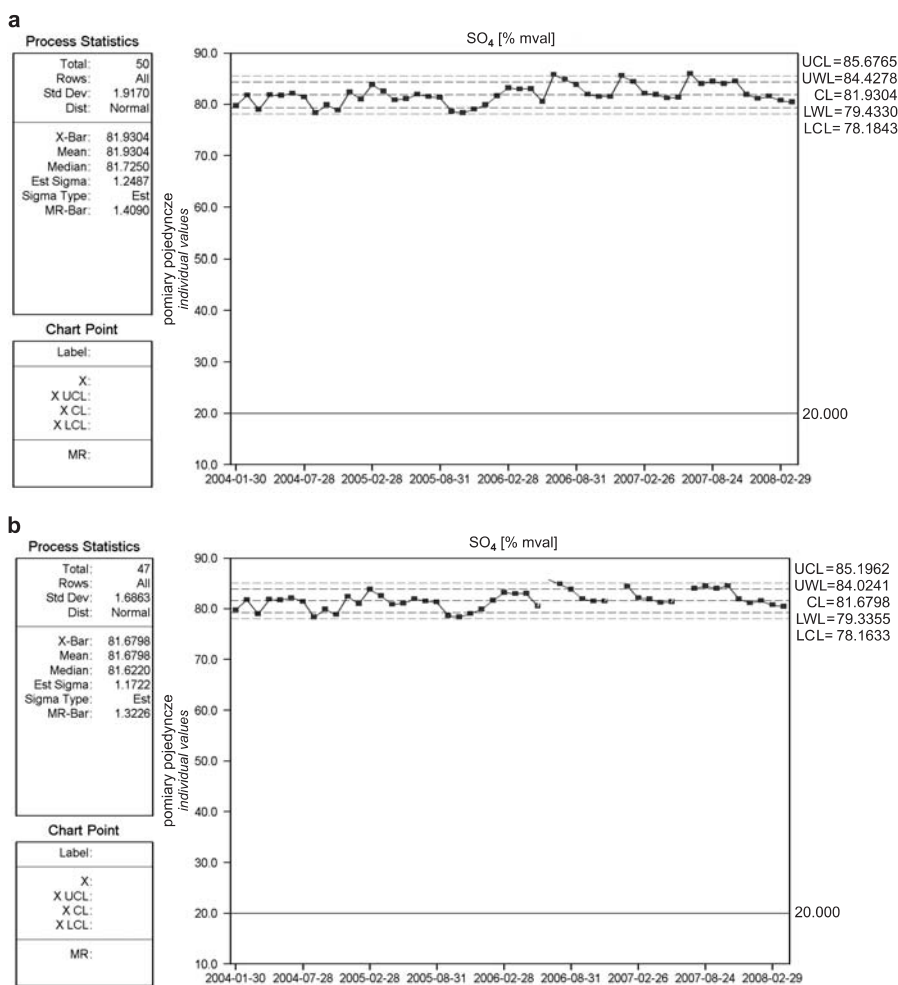 a
Process Statistics
Total: 50
Rows: All
Std Dev: 1.9170
Dist: Normal
X-Bar: 81.9304
Mean: 81.9304
Median: 81.7250
Est Sigma: 1.2487
Sigma Type: Est
MR-Bar: 1.4090
Chart Point
Label:
X:
X UCL:
X CL:
X LCL:
MR:
SO4 [% mval]
pomiary pojedyncze
individual values
90.0
80.0
70.0
60.0
50.0
40.0
30.0
20.0
10.0
2004-01-30 2004-07-28 2005-02-28 2005-08-31 2006-02-28 2006-08-31 2007-02-26 2007-08-24 2008-02-29
UCL=85.6765
UWL=84.4278
CL=81.9304
LWL=79.4330
LCL=78.1843
20.000
b
Process Statistics
Total: 47
Rows: All
Std Dev: 1.6863
Dist: Normal
X-Bar: 81.6798
Mean: 81.6798
Median: 81.6220
Est Sigma: 1.1722
Sigma Type: Est
MR-Bar: 1.3226
Chart Point
Label:
X:
X UCL:
X CL:
X LCL:
MR:
SO4 [% mval]
pomiary pojedyncze
individual values
90.0
80.0
70.0
60.0
50.0
40.0
30.0
20.0
10.0
2004-01-30 2004-07-28 2005-02-28 2005-08-31 2006-02-28 2006-08-31 2007-02-26 2007-08-24 2008-02-29
UCL=85.1962
UWL=84.0241
CL=81.6798
LWL=79.3355
LCL=78.1633
20.000